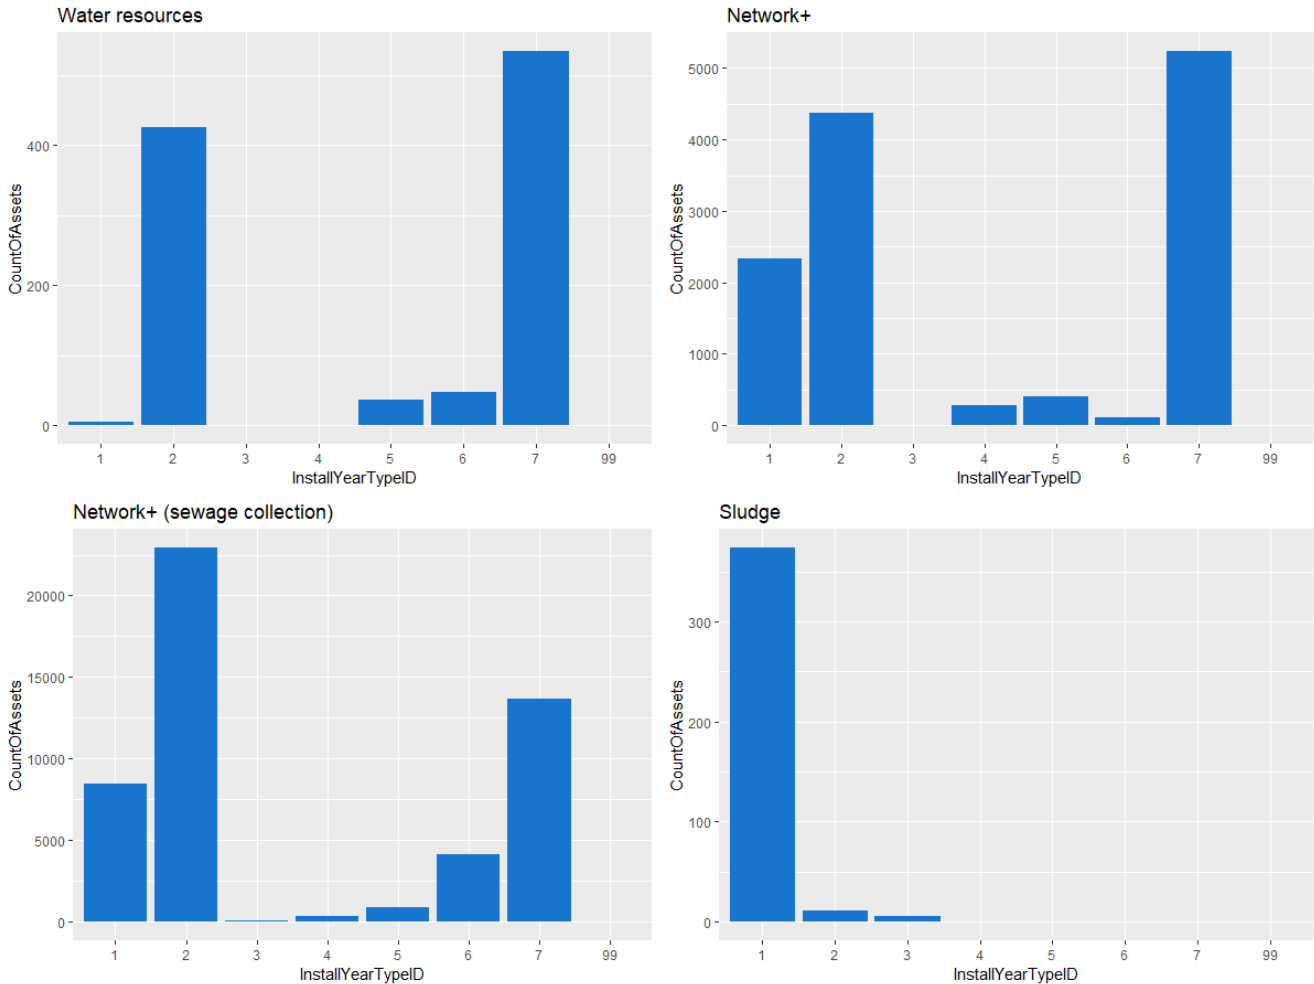 Water resources
CountOfAssets
400
200
0
1 2 3 4 5 6 7 99
InstallYearTypeID
Network+
CountOfAssets
5000
4000
3000
2000
1000
0
1 2 3 4 5 6 7 99
InstallYearTypeID
Network+ (sewage collection)
CountOfAssets
20000
15000
10000
5000
0
1 2 3 4 5 6 7 99
InstallYearTypeID
Sludge
CountOfAssets
300
200
100
0
1 2 3 4 5 6 7 99
InstallYearTypeID